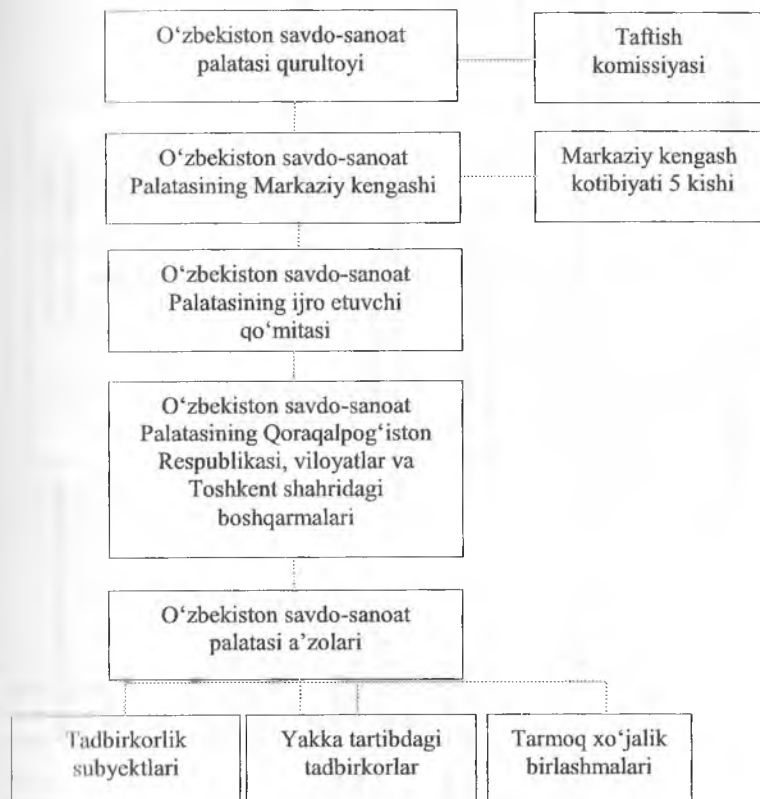 O‘zbekiston savdo-sanoat
palatasi qurultoyi
Taftish
komissiyasi
O‘zbekiston savdo-sanoat
Palatasining Markaziy kengashi
Markaziy kengash
kotibiyati 5 kishi
O‘zbekiston savdo-sanoat
Palatasining ijro etuvchi
qo‘mitasi
O‘zbekiston savdo-sanoat
Palatasining Qoraqalpog‘iston
Respublikasi, viloyatlar va
Toshkent shahridagi
boshqarmalari
O‘zbekiston savdo-sanoat
palatasi a’zolari
Tadbirkorlik
subyektlari
Yakka tartibdagi
tadbirkorlar
Tarmoq xo‘jalik
birlashmalari